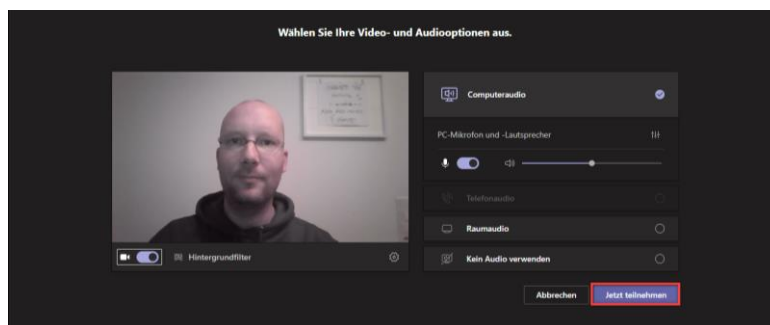 Wählen Sie Ihre Video- und Audiooptionen aus.
Computeraudio
PC-Mikrofon und -Lautsprecher
Telefonaudio
Raumaudio
Hintergrundfilter
Kein Audio verwenden
Abbrechen
Jetzt teilnehmen